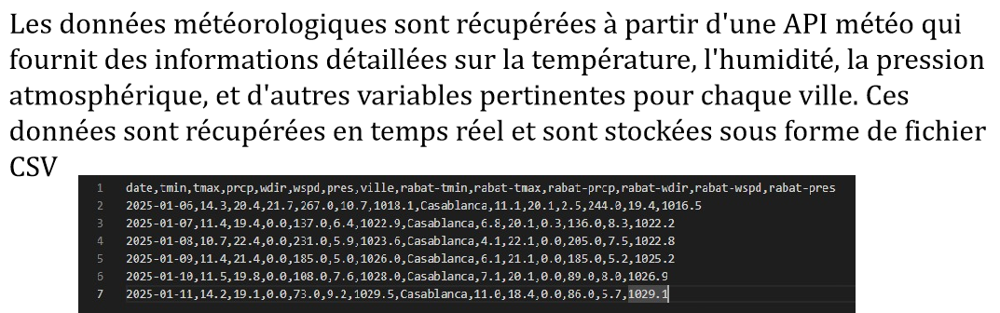 Les données météorologiques sont récupérées à partir d'une API météo qui
fournit des informations détaillées sur la température, l'humidité, la pression
atmosphérique, et d'autres variables pertinentes pour chaque ville. Ces
données sont récupérées en temps réel et sont stockées sous forme de fichier
CSV
1 date,tmin,tmax,prcp,wdir,wspd,pres,ville,rabat-tmin,rabat-tmax,rabat-prcp,rabat-wdir,rabat-wspd,rabat-pres
2 2025-01-06,14.3,20.4,21.7,267.0,10.7,1018.1,Casablanca,11.1,20.1,2.5,244.0,19.4,1016.5
3 2025-01-07,11.4,19.4,0.0,137.0,6.4,1022.9,Casablanca,6.8,20.1,0.3,136.0,8.3,1022.2
4 2025-01-08,10.7,22.4,0.0,231.0,5.9,1023.6,Casablanca,4.1,22.1,0.0,205.0,7.5,1022.8
5 2025-01-09,11.4,21.4,0.0,185.0,5.0,1026.0,Casablanca,6.1,21.1,0.0,185.0,5.2,1025.2
6 2025-01-10,11.5,19.8,0.0,108.0,7.6,1028.0,Casablanca,7.1,20.1,0.0,89.0,8.0,1026.9
7 2025-01-11,14.2,19.1,0.0,73.0,9.2,1029.5,Casablanca,11.0,18.4,0.0,86.0,5.7,1029.1